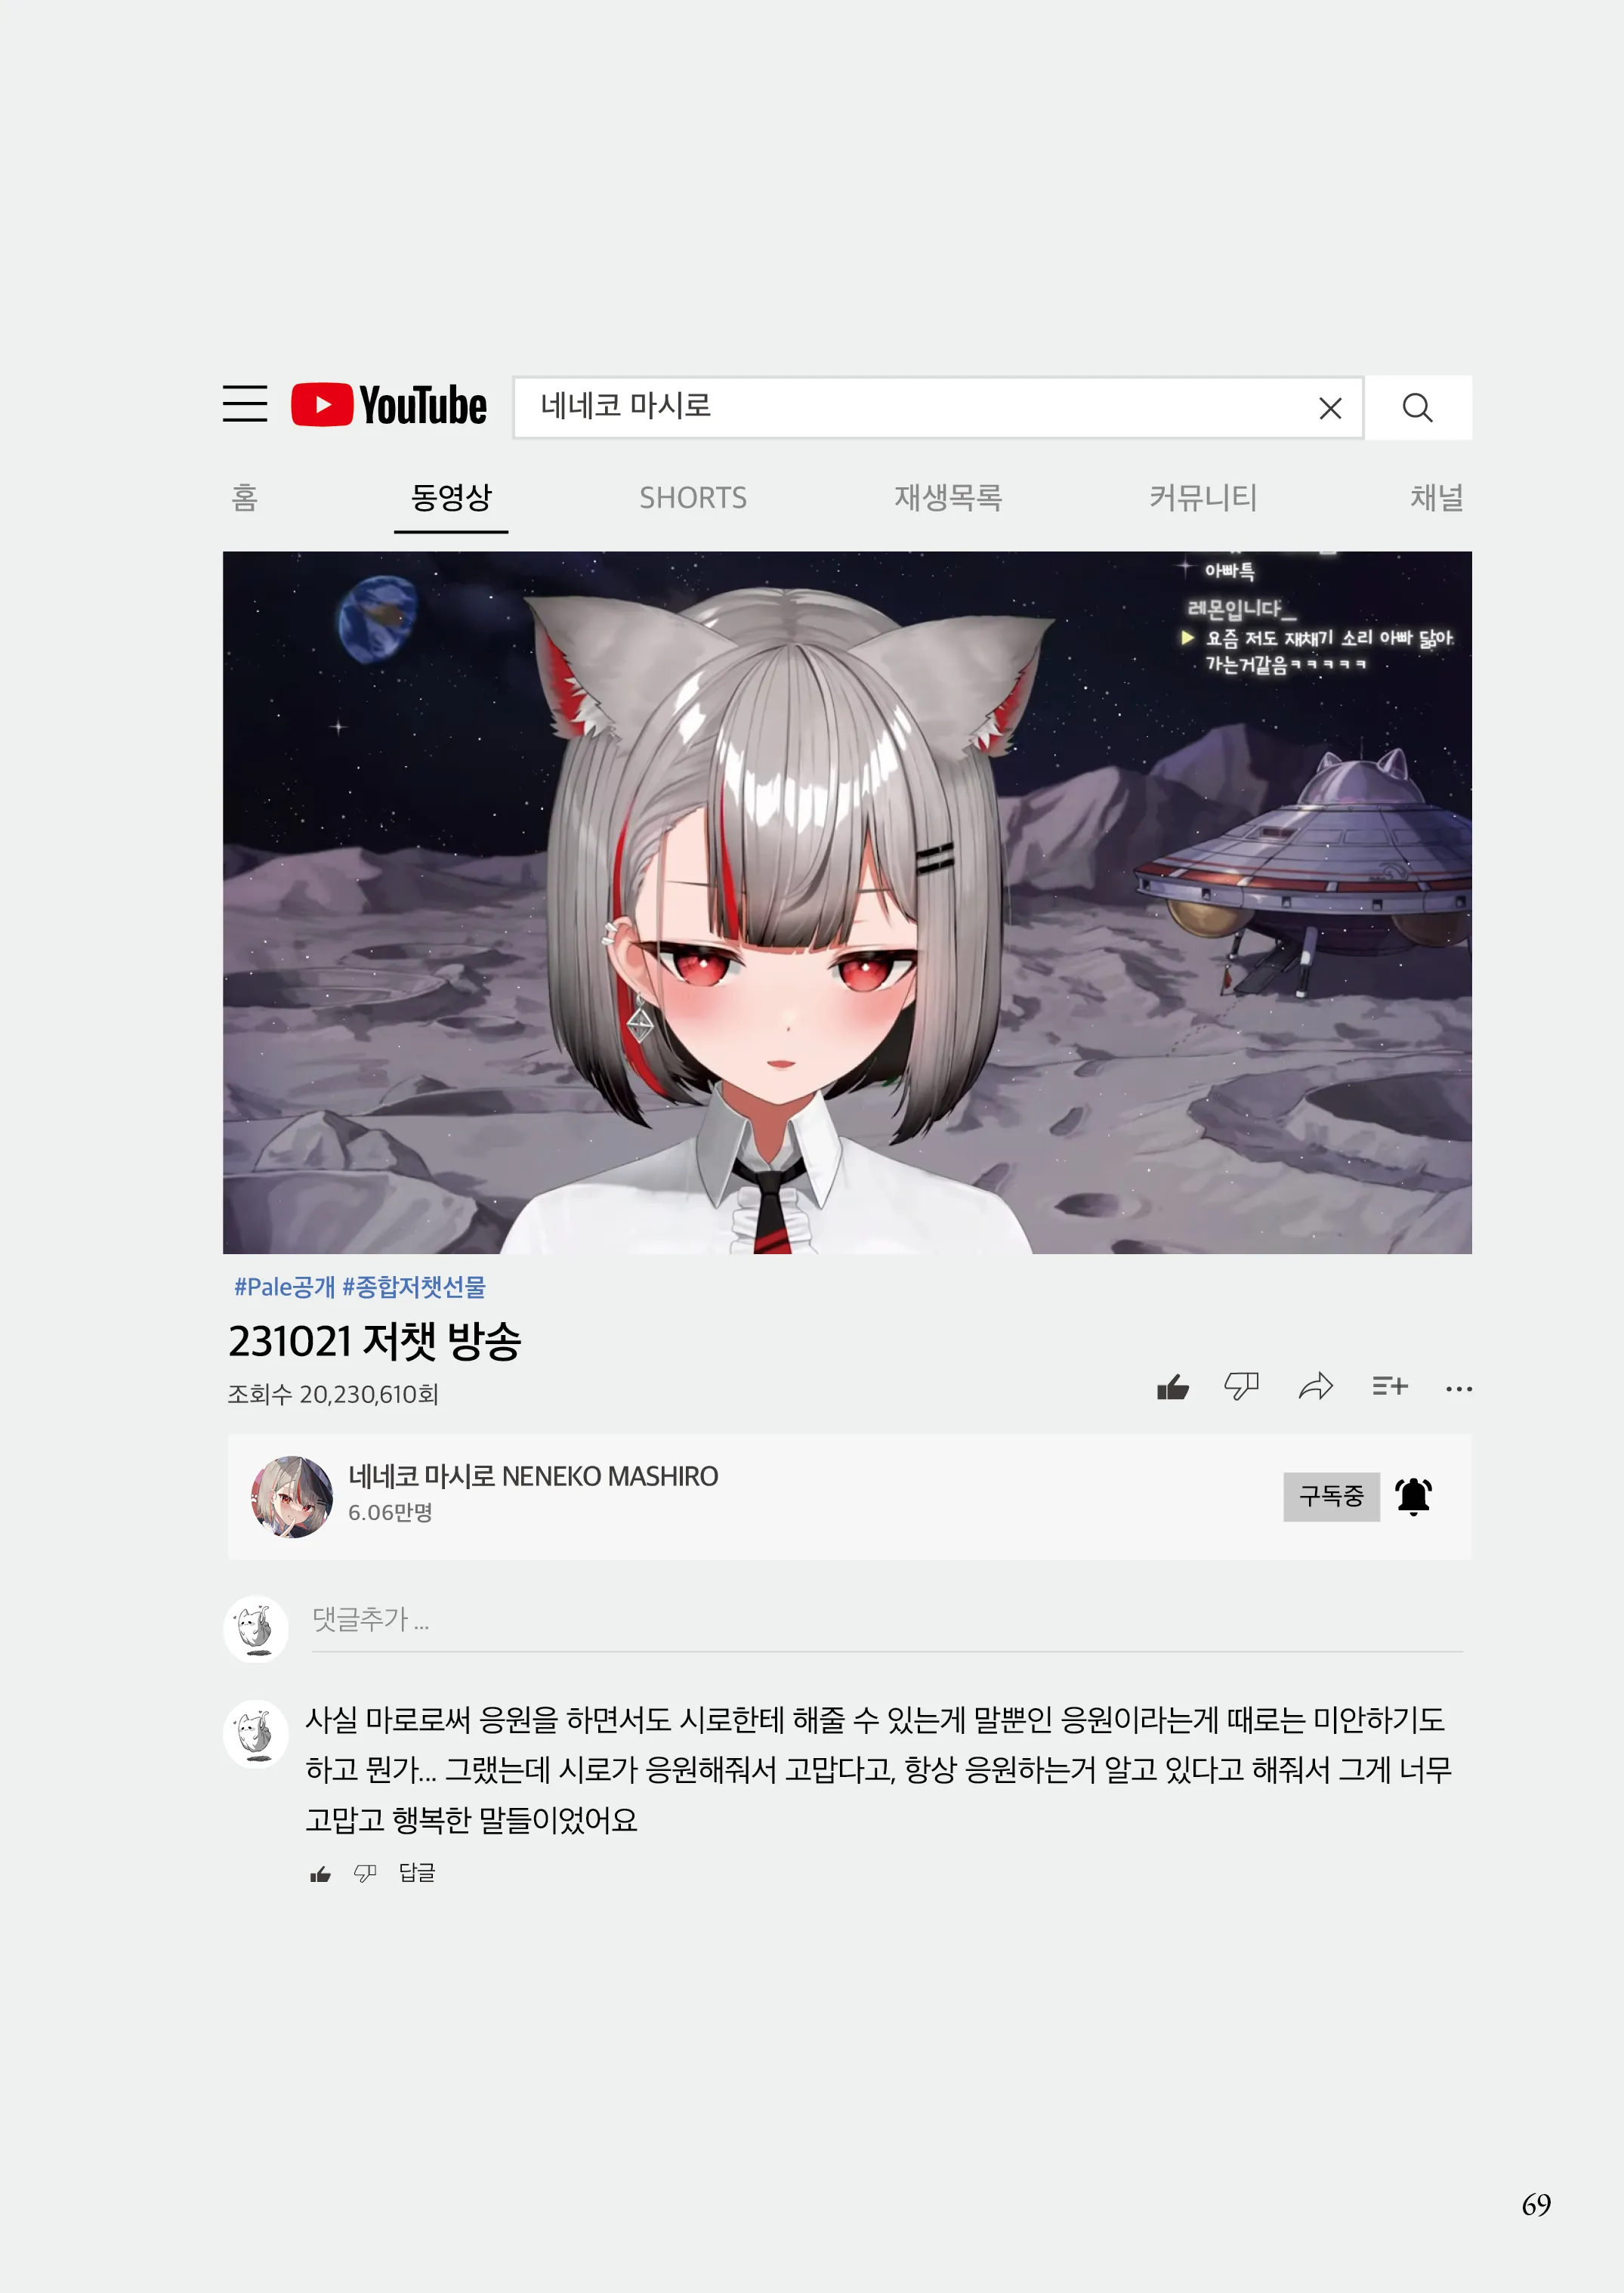 YouTube
네네코 마시로
홈 동영상 SHORTS 재생목록 커뮤니티 채널
아빠특
레몬입니다_
요즘 저도 재채기 소리 아빠 닮아
가는거같음ㅋㅋㅋㅋㅋ
#Pale공개 #종합저챗선물
231021 저챗 방송
조회수 20,230,610회
네네코 마시로 NENEKO MASHIRO
6.06만명
구독중
댓글추가 ...
사실 마로로써 응원을 하면서도 시로한테 해줄 수 있는게 말뿐인 응원이라는게 때로는 미안하기도
하고 뭔가... 그랬는데 시로가 응원해줘서 고맙다고, 항상 응원하는거 알고 있다고 해줘서 그게 너무
고맙고 행복한 말들이었어요
답글
69